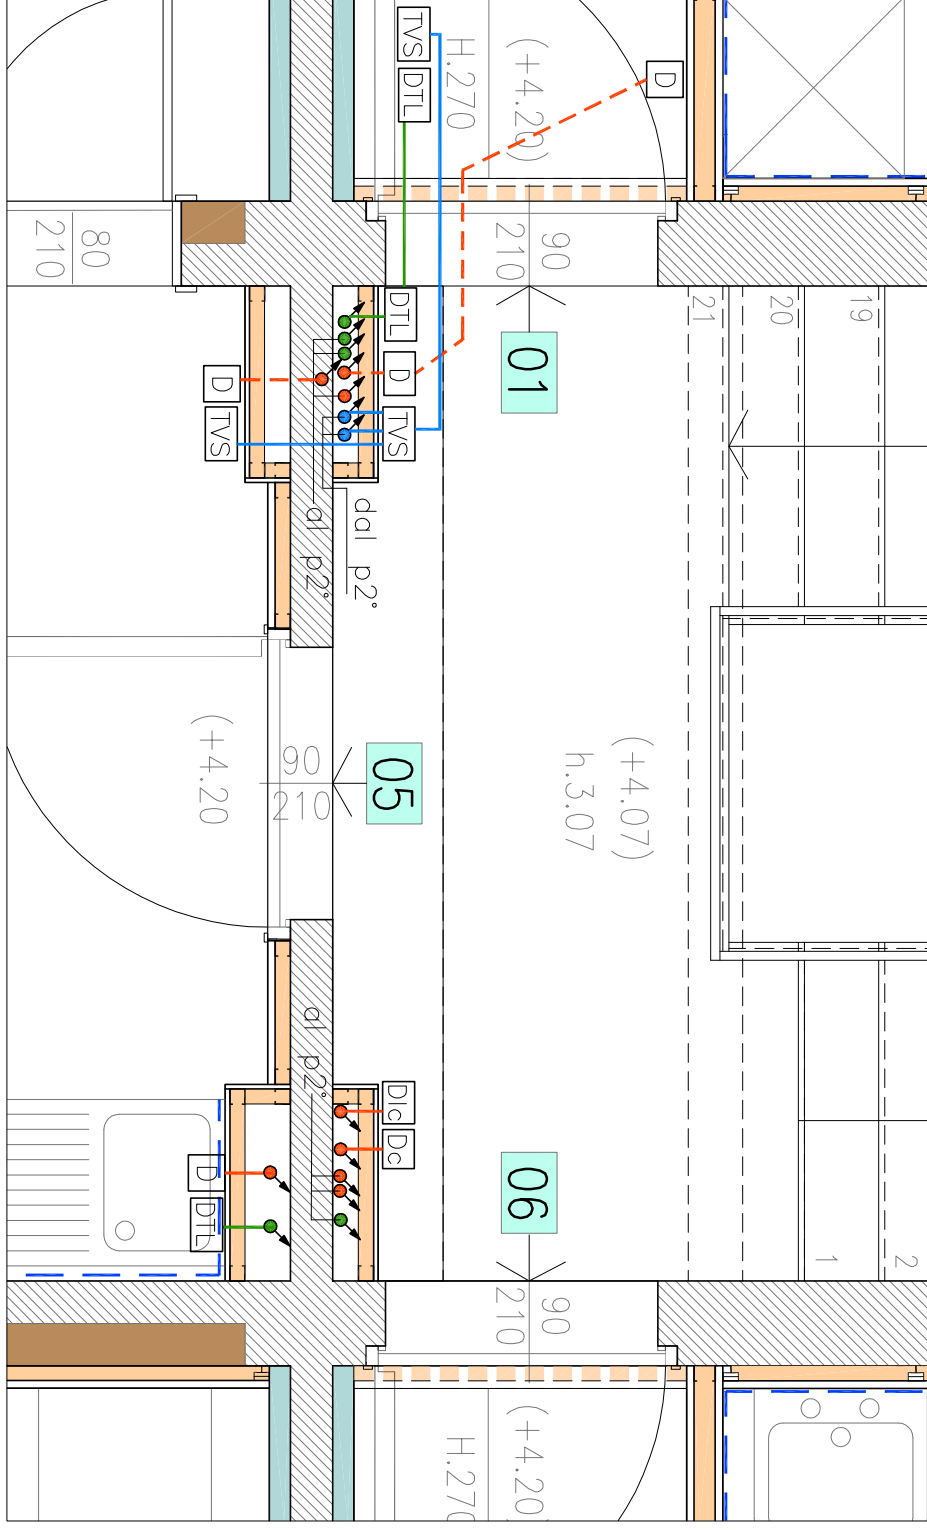 TVS
DTL
H.270
(+4.20)
D
80
210
90
210
21
20
19
01
DTL
D
TVS
D
TVS
dal p2°
al p2°
(+4.20
90
210
05
(+4.07)
h.3.07
al p2°
Dlc
Dc
D
DTL
06
1
2
90
210
(+4.20)
H.270